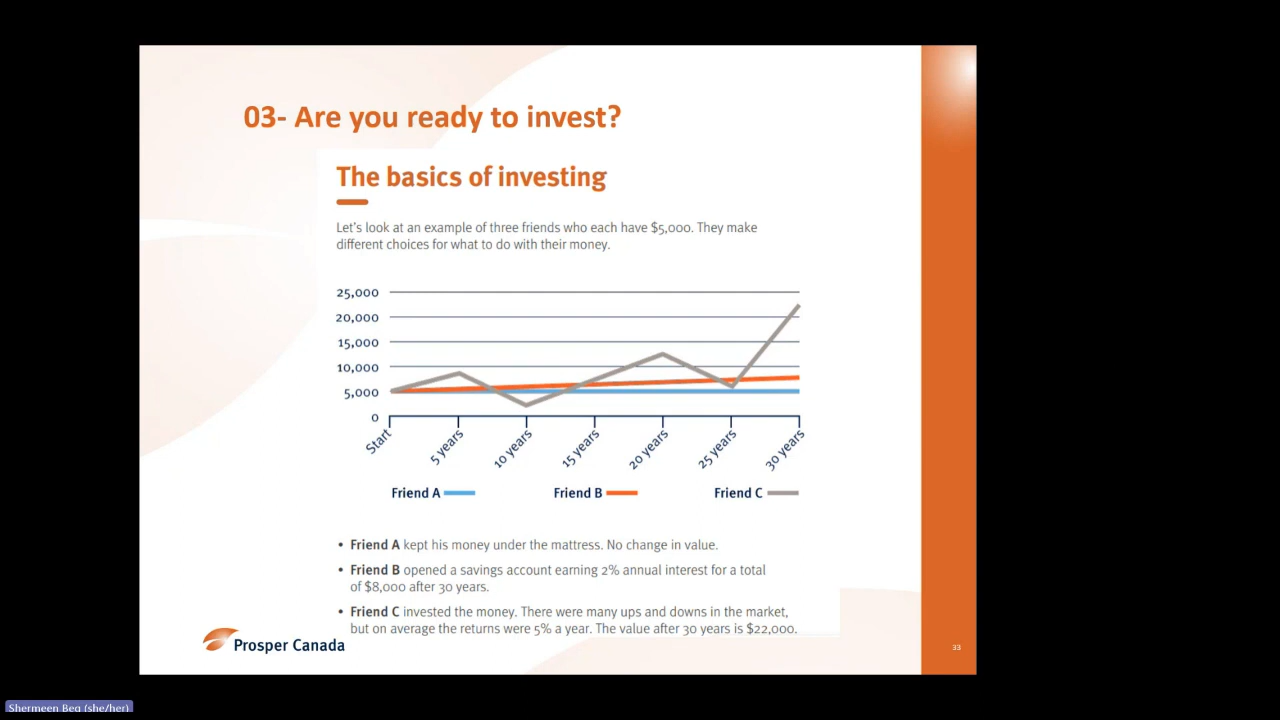 03- Are you ready to invest?
The basics of investing
Let's look at an example of three friends who each have $5,000. They make
different choices for what to do with their money.
25,000
20,000
15,000
10,000
5,000
0
Start
5 years
10 years
15 years
20 years
25 years
30 years
Friend A
Friend B
Friend C
• Friend A kept his money under the mattress. No change in value.
• Friend B opened a savings account earning 2% annual interest for a total
of $8,000 after 30 years.
• Friend C invested the money. There were many ups and downs in the market,
but on average the returns were 5% a year. The value after 30 years is $22,000.
Prosper Canada
33
Shermeen Beg (she/her)